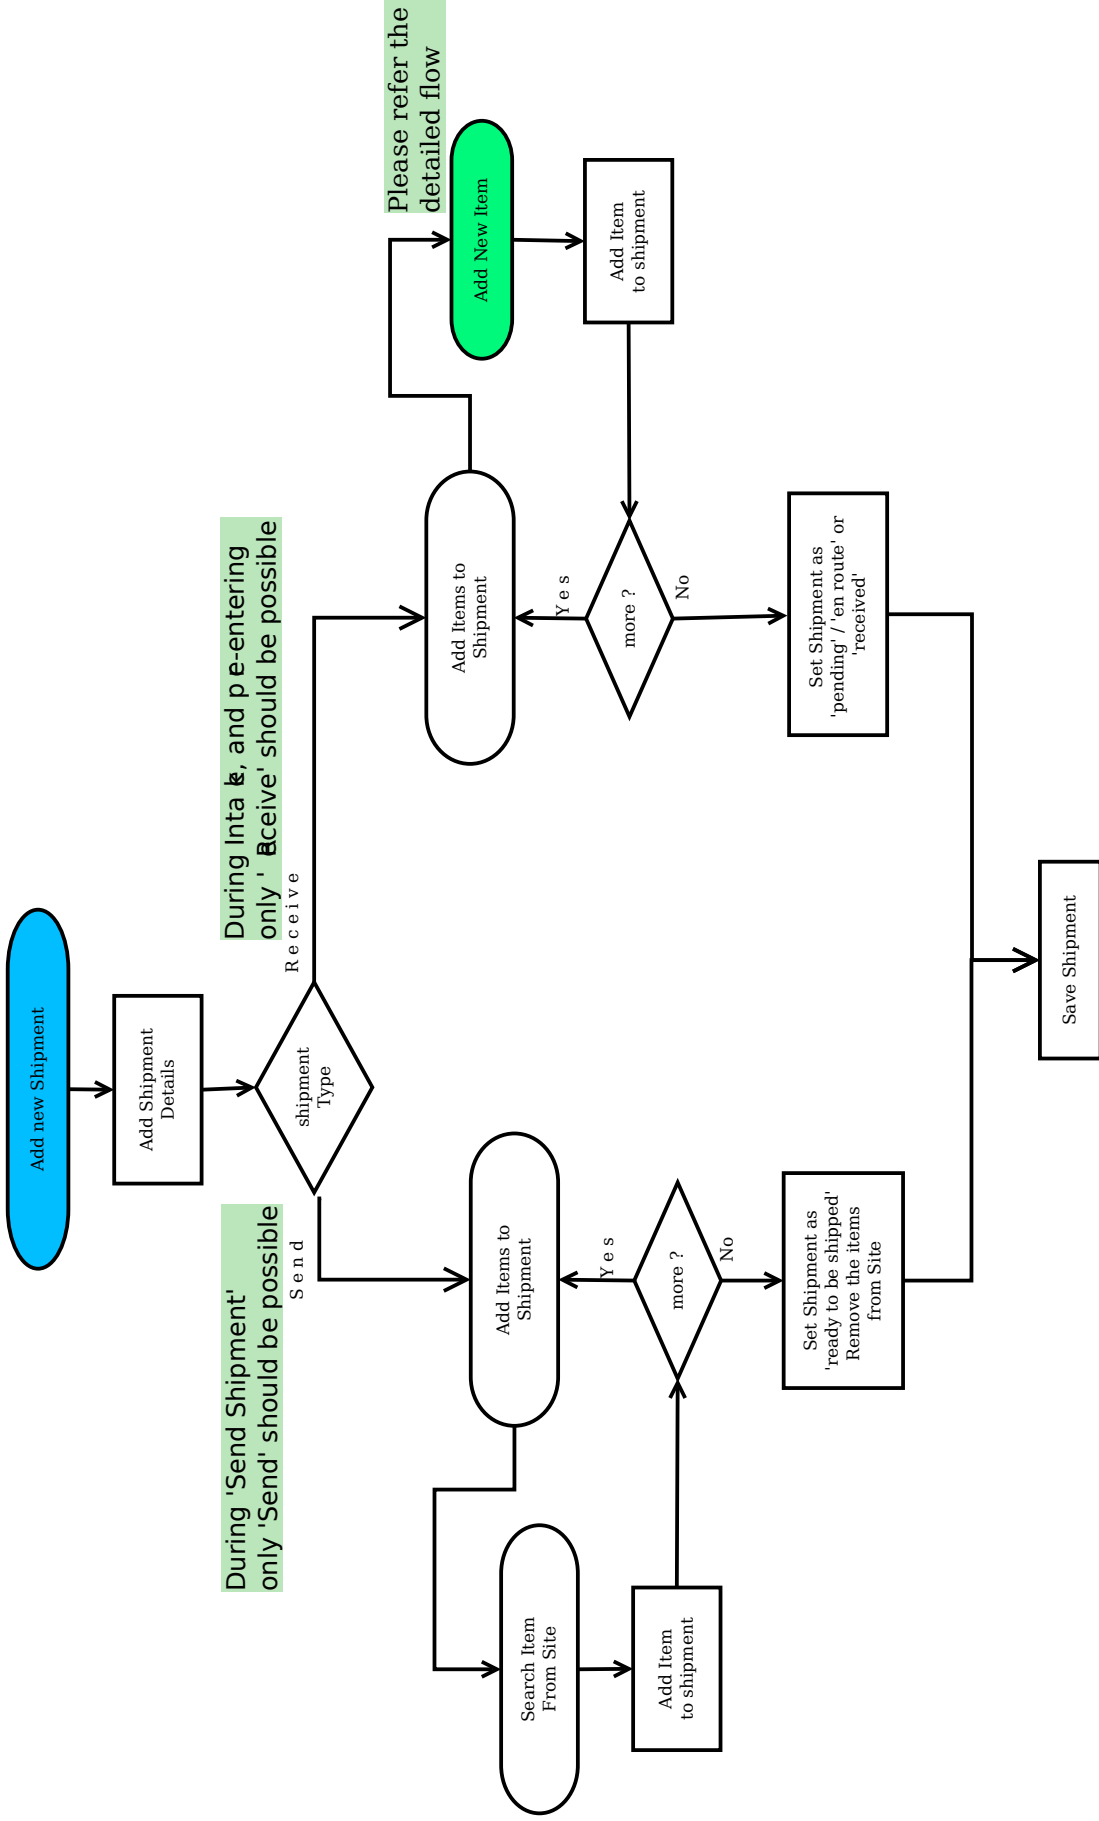 Add new Shipment
Add Shipment
Details
shipment
Type
During 'Send Shipment'
only 'Send' should be possible
Send
During Intake, and pe-entering
only ' Receive' should be possible
Receive
Add Items to
Shipment
Search Item
From Site
Add Item
to shipment
more ?
Yes
No
Set Shipment as
'ready to be shipped'
Remove the items
from Site
Add Items to
Shipment
Please refer the
detailed flow
Add New Item
Add Item
to shipment
more ?
Yes
No
Set Shipment as
'pending' / 'en route' or
'received'
Save Shipment